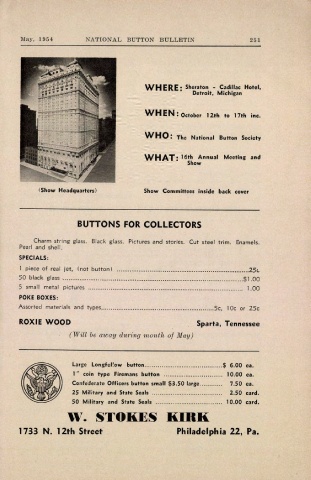 May, 1954 NATIONAL BUTTON BULLETIN 251
WHERE: Sheraton - Cadillac Hotel,
Detroit, Michigan
WHEN: October 12th to 17th inc.
WHO: The National Button Society
WHAT: 16th Annual Meeting and
Show
(Show Headquarters) Show Committees inside back cover
BUTTONS FOR COLLECTORS
Charm string glass. Black glass. Pictures and stories. Cut steel trim. Enamels.
Pearl and shell.
SPECIALS:
1 piece of real jet, (not button) ........ 25c
50 black glass ........ $1.00
5 small metal pictures ........ 1.00
POKE BOXES:
Assorted materials and types ........ 5c, 10c or 25c
ROXIE WOOD Sparta, Tennessee
(Will be away during month of May)
Large Longfellow button ........ $ 6.00 ea.
1" coin type Firemans button ........ 10.00 ea.
Confederate Officers button small $3.50 large ........ 7.50 ea.
25 Military and State Seals ........ 2.50 card.
50 Military and State Seals ........ 10.00 card.
W. STOKES KIRK
1733 N. 12th Street Philadelphia 22, Pa.